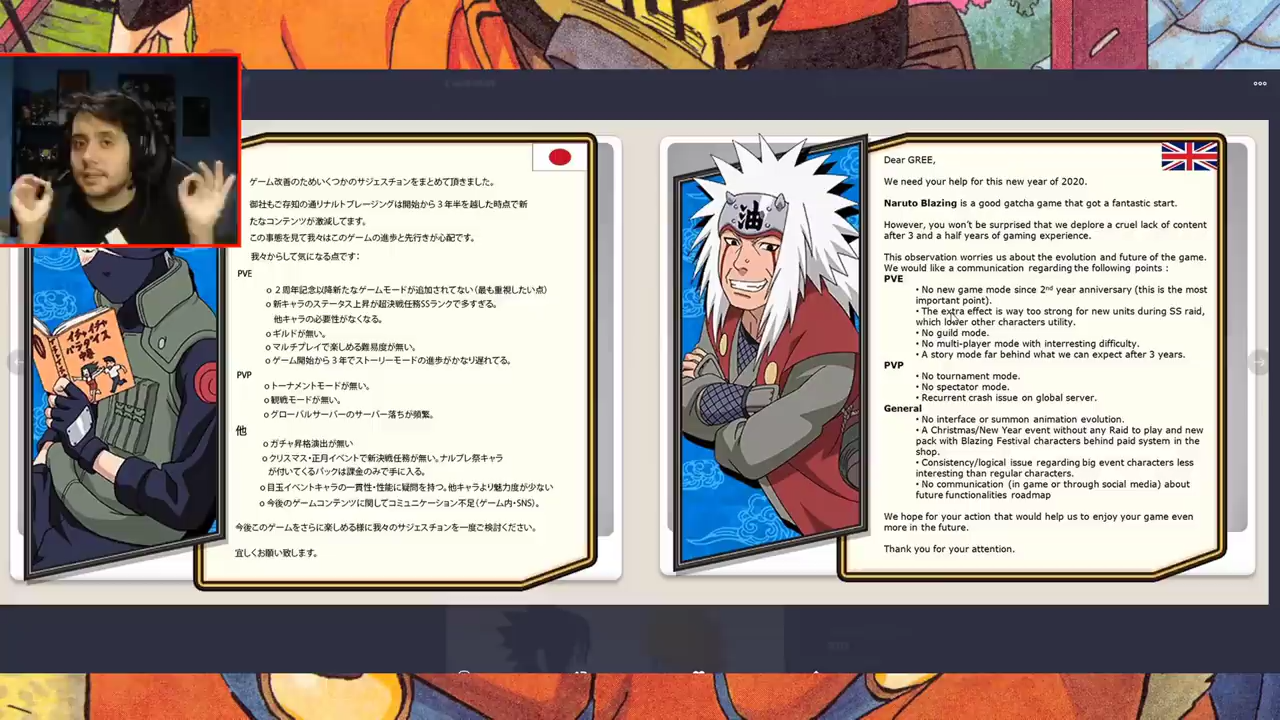 ゲーム改善のためいくつかのサジェスチョンをまとめて頂きました。
御社もご存知の通りナルトブレージングは開始から3年半を越した時点で新
たなコンテンツが激減してます。
この事態を見て我々はこのゲームの進歩と先行きが心配です。
我々からして気になる点です：
PVE
o 2周年記念以降新たなゲームモードが追加されてない（最も重視したい点）
o 新キャラのステータス上昇が超決戦任務SSランクで多すぎる。
他キャラの必要性がなくなる。
o ギルドが無い。
o マルチプレイで楽しめる難易度が無い。
o ゲーム開始から3年でストーリーモードの進歩がかなり遅れてる。
PVP
o トーナメントモードが無い。
o 観戦モードが無い。
o グローバルサーバーのサーバー落ちが頻繁。
他
o ガチャ昇格演出が無い
o クリスマス・正月イベントで新決戦任務が無い。ナルブレ祭キャラ
が付いてくるパックは課金のみで手に入る。
o 目玉イベントキャラの一貫性・性能に疑問を持つ。他キャラより魅力度が少ない
o 今後のゲームコンテンツに関してコミュニケーション不足（ゲーム内・SNS）。
今後このゲームをさらに楽しめる様に我々のサジェスチョンを一度ご検討ください。
宜しくお願い致します。
イチャイチャ
パラダイス
油
Dear GREE,
We need your help for this new year of 2020.
Naruto Blazing is a good gatcha game that got a fantastic start.
However, you won't be surprised that we deplore a cruel lack of content
after 3 and a half years of gaming experience.
This observation worries us about the evolution and future of the game.
We would like a communication regarding the following points :
PVE
• No new game mode since 2nd year anniversary (this is the most
important point).
• The extra effect is way too strong for new units during SS raid,
which lower other characters utility.
• No guild mode.
• No multi-player mode with interresting difficulty.
• A story mode far behind what we can expect after 3 years.
PVP
• No tournament mode.
• No spectator mode.
• Recurrent crash issue on global server.
General
• No interface or summon animation evolution.
• A Christmas/New Year event without any Raid to play and new
pack with Blazing Festival characters behind paid system in the
shop.
• Consistency/logical issue regarding big event characters less
interesting than regular characters.
• No communication (in game or through social media) about
future functionalities roadmap
We hope for your action that would help us to enjoy your game even
more in the future.
Thank you for your attention.